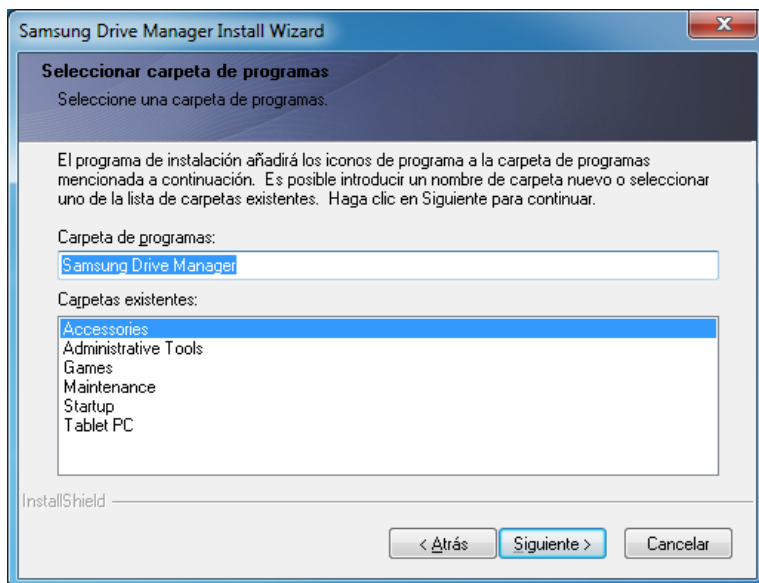 Samsung Drive Manager Install Wizard
Seleccionar carpeta de programas
Seleccione una carpeta de programas.
El programa de instalación añadirá los iconos de programa a la carpeta de programas
mencionada a continuación. Es posible introducir un nombre de carpeta nuevo o seleccionar
uno de la lista de carpetas existentes. Haga clic en Siguiente para continuar.
Carpeta de programas:
Samsung Drive Manager
Carpetas existentes:
Accessories
Administrative Tools
Games
Maintenance
Startup
Tablet PC
InstallShield
< Atrás Siguiente > Cancelar